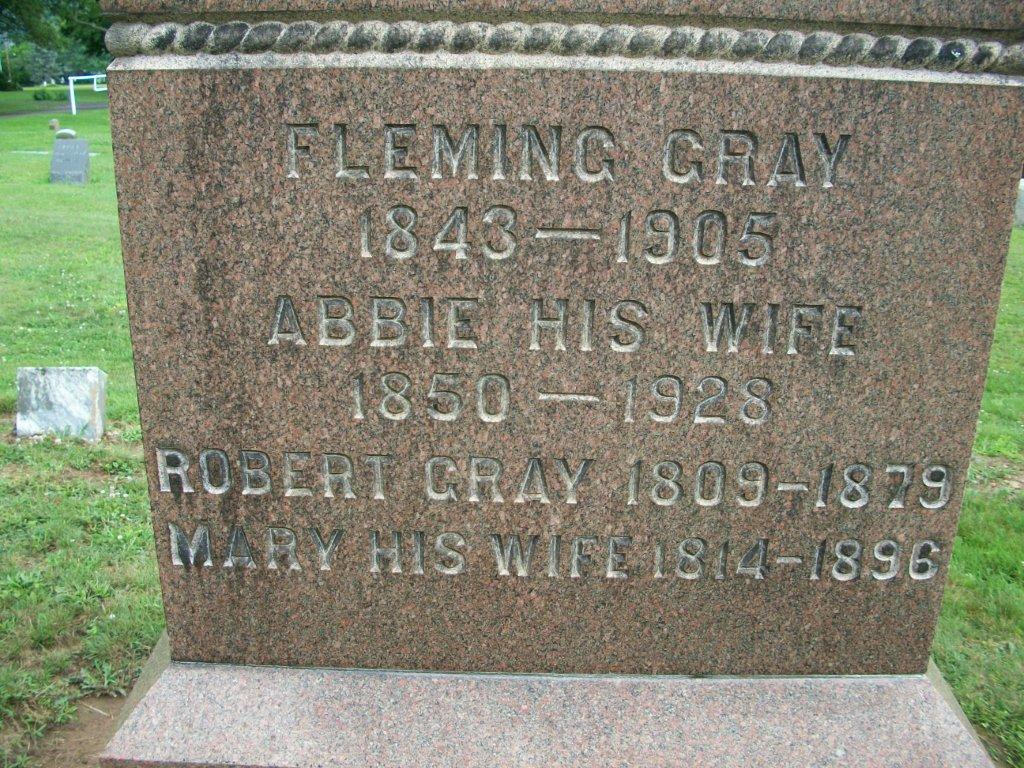 FLEMING GRAY
1843—1905
ABBIE HIS WIFE
1850—1928
ROBERT GRAY 1809-1879
MARY HIS WIFE 1814-1896